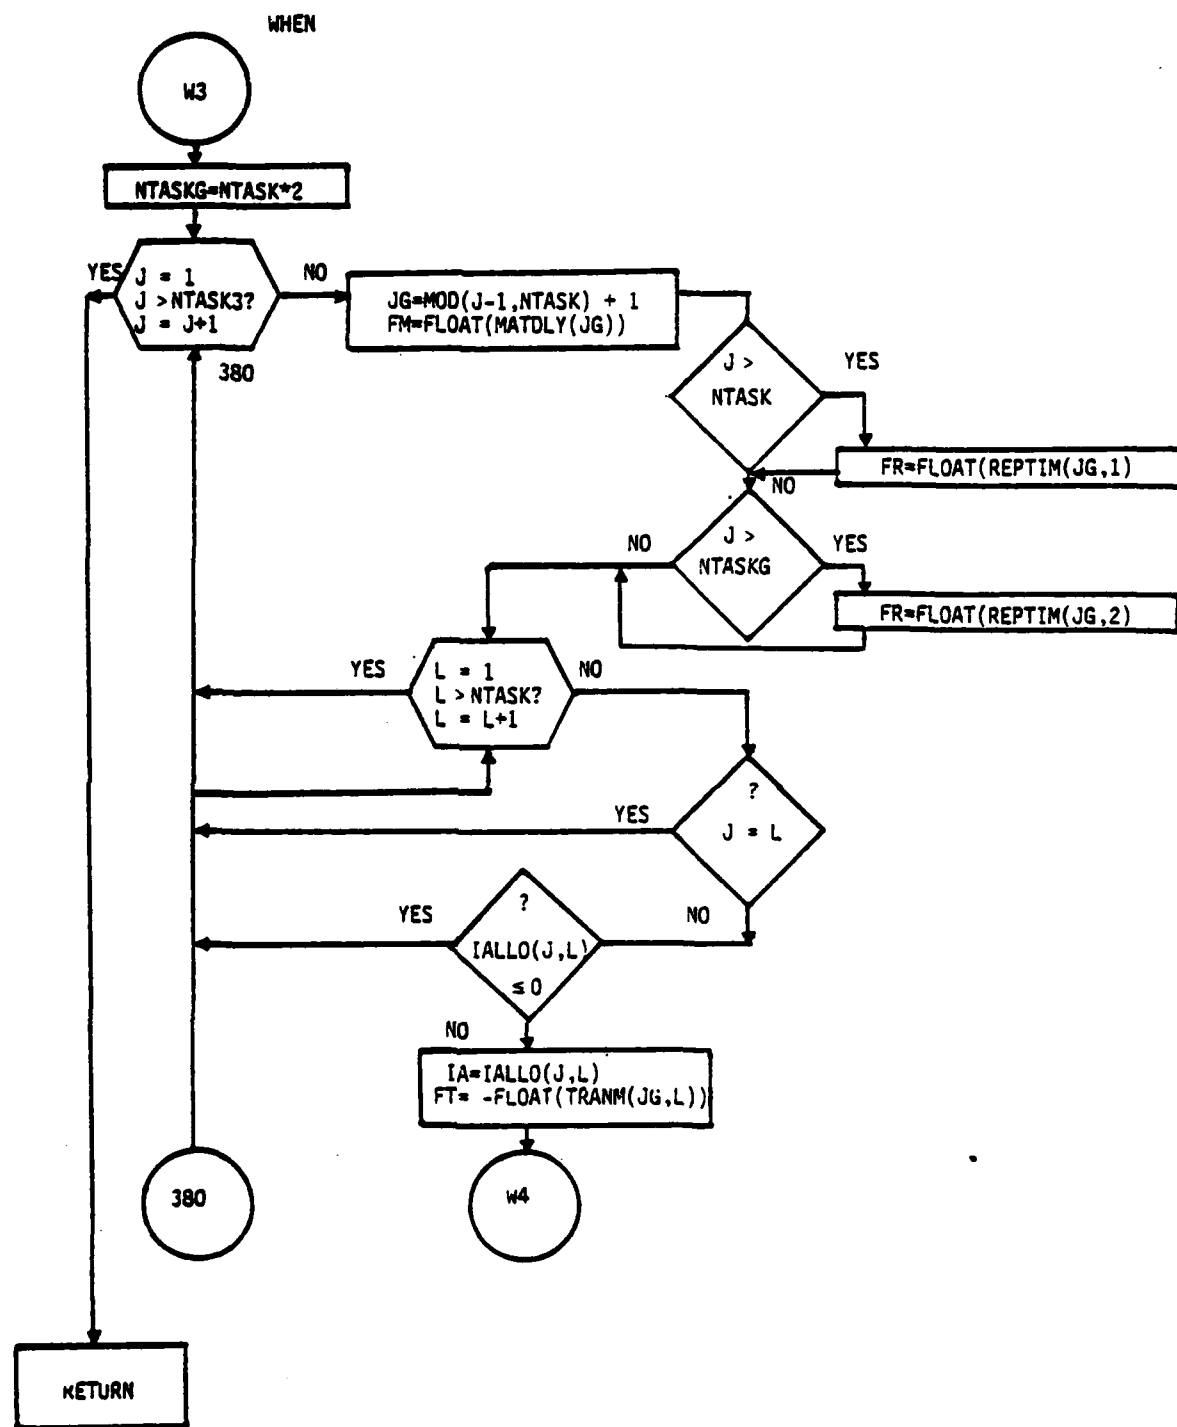 WHEN
W3
NTASKG=NTASK*2
YES
J = 1
J >NTASK3?
J = J+1
NO
380
JG=MOD(J-1,NTASK) + 1
FM=FLOAT(MATDLY(JG))
J >
NTASK
YES
FR=FLOAT(REPTIM(JG,1)
NO
J >
NTASKG
NO
YES
FR=FLOAT(REPTIM(JG,2)
YES
L = 1
L >NTASK?
L = L+1
NO
?
J = L
YES
NO
?
IALLO(J,L)
≤ 0
YES
NO
IA=IALLO(J,L)
FT= -FLOAT(TRANM(JG,L))
380
W4
RETURN